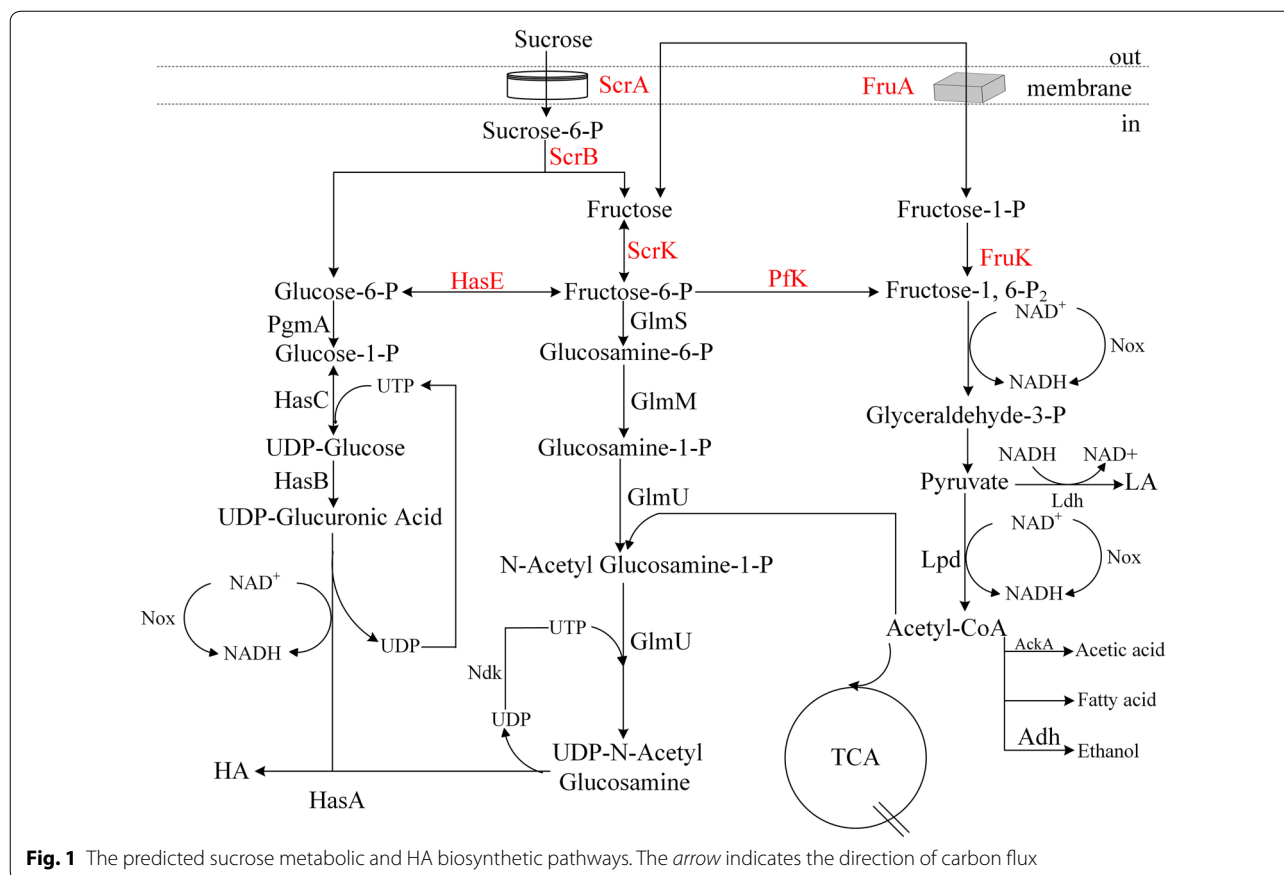 Sucrose
out
ScrA
FruA
membrane
in
Sucrose-6-P
ScrB
Fructose
Fructose-1-P
ScrK
FruK
HasE
PfK
Glucose-6-P
Fructose-6-P
Fructose-1, 6-P₂
PgmA
GlmS
NAD⁺
Nox
NADH
Glucose-1-P
Glucosamine-6-P
HasC
UTP
GlmM
Glyceraldehyde-3-P
UDP-Glucose
Glucosamine-1-P
NADH
NAD+
HasB
Pyruvate
LA
Ldh
UDP-Glucuronic Acid
GlmU
NAD⁺
Lpd
Nox
NADH
N-Acetyl Glucosamine-1-P
NAD⁺
Nox
NADH
UDP
UTP
GlmU
Acetyl-CoA
AckA
Acetic acid
Ndk
Fatty acid
UDP
Adh
Ethanol
TCA
UDP-N-Acetyl
Glucosamine
HA
HasA
Fig. 1 The predicted sucrose metabolic and HA biosynthetic pathways. The arrow indicates the direction of carbon flux